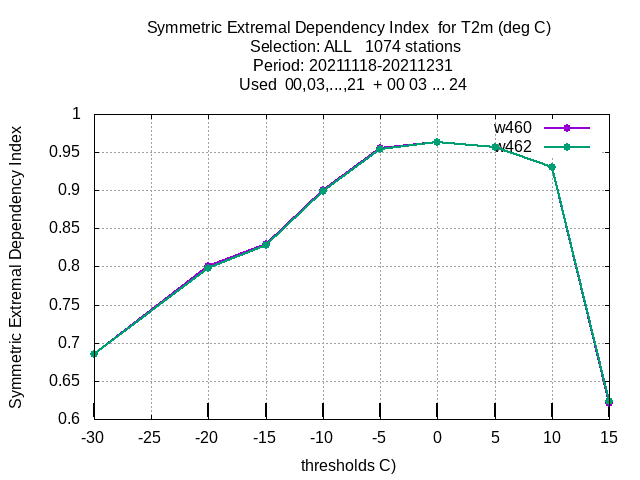 Symmetric Extremal Dependency Index  for T2m (deg C)
Selection: ALL   1074 stations
Period: 20211118-20211231
Used  00,03,...,21  + 00 03 ... 24
Symmetric Extremal Dependency Index
1
0.95
0.9
0.85
0.8
0.75
0.7
0.65
0.6
w460
w462
-30 -25 -20 -15 -10 -5 0 5 10 15
thresholds C)